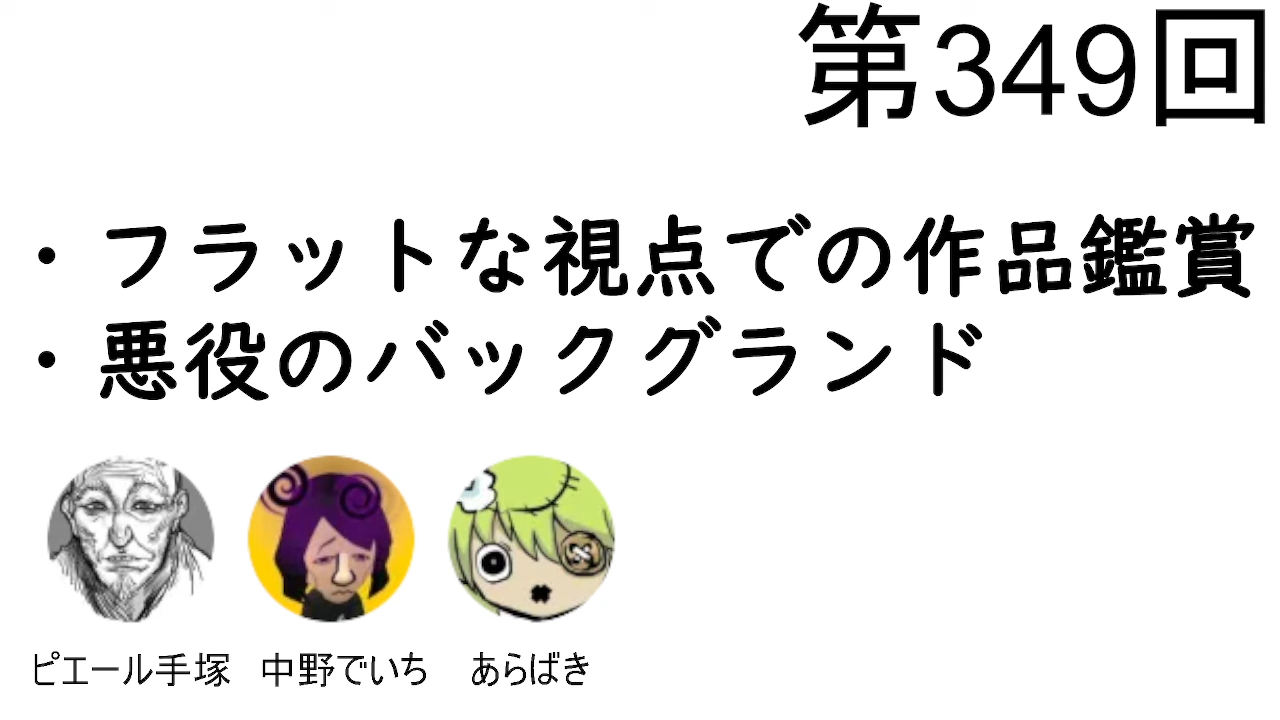 第349回
・フラットな視点での作品鑑賞
・悪役のバックグランド
ピエール手塚 中野でいち あらばき